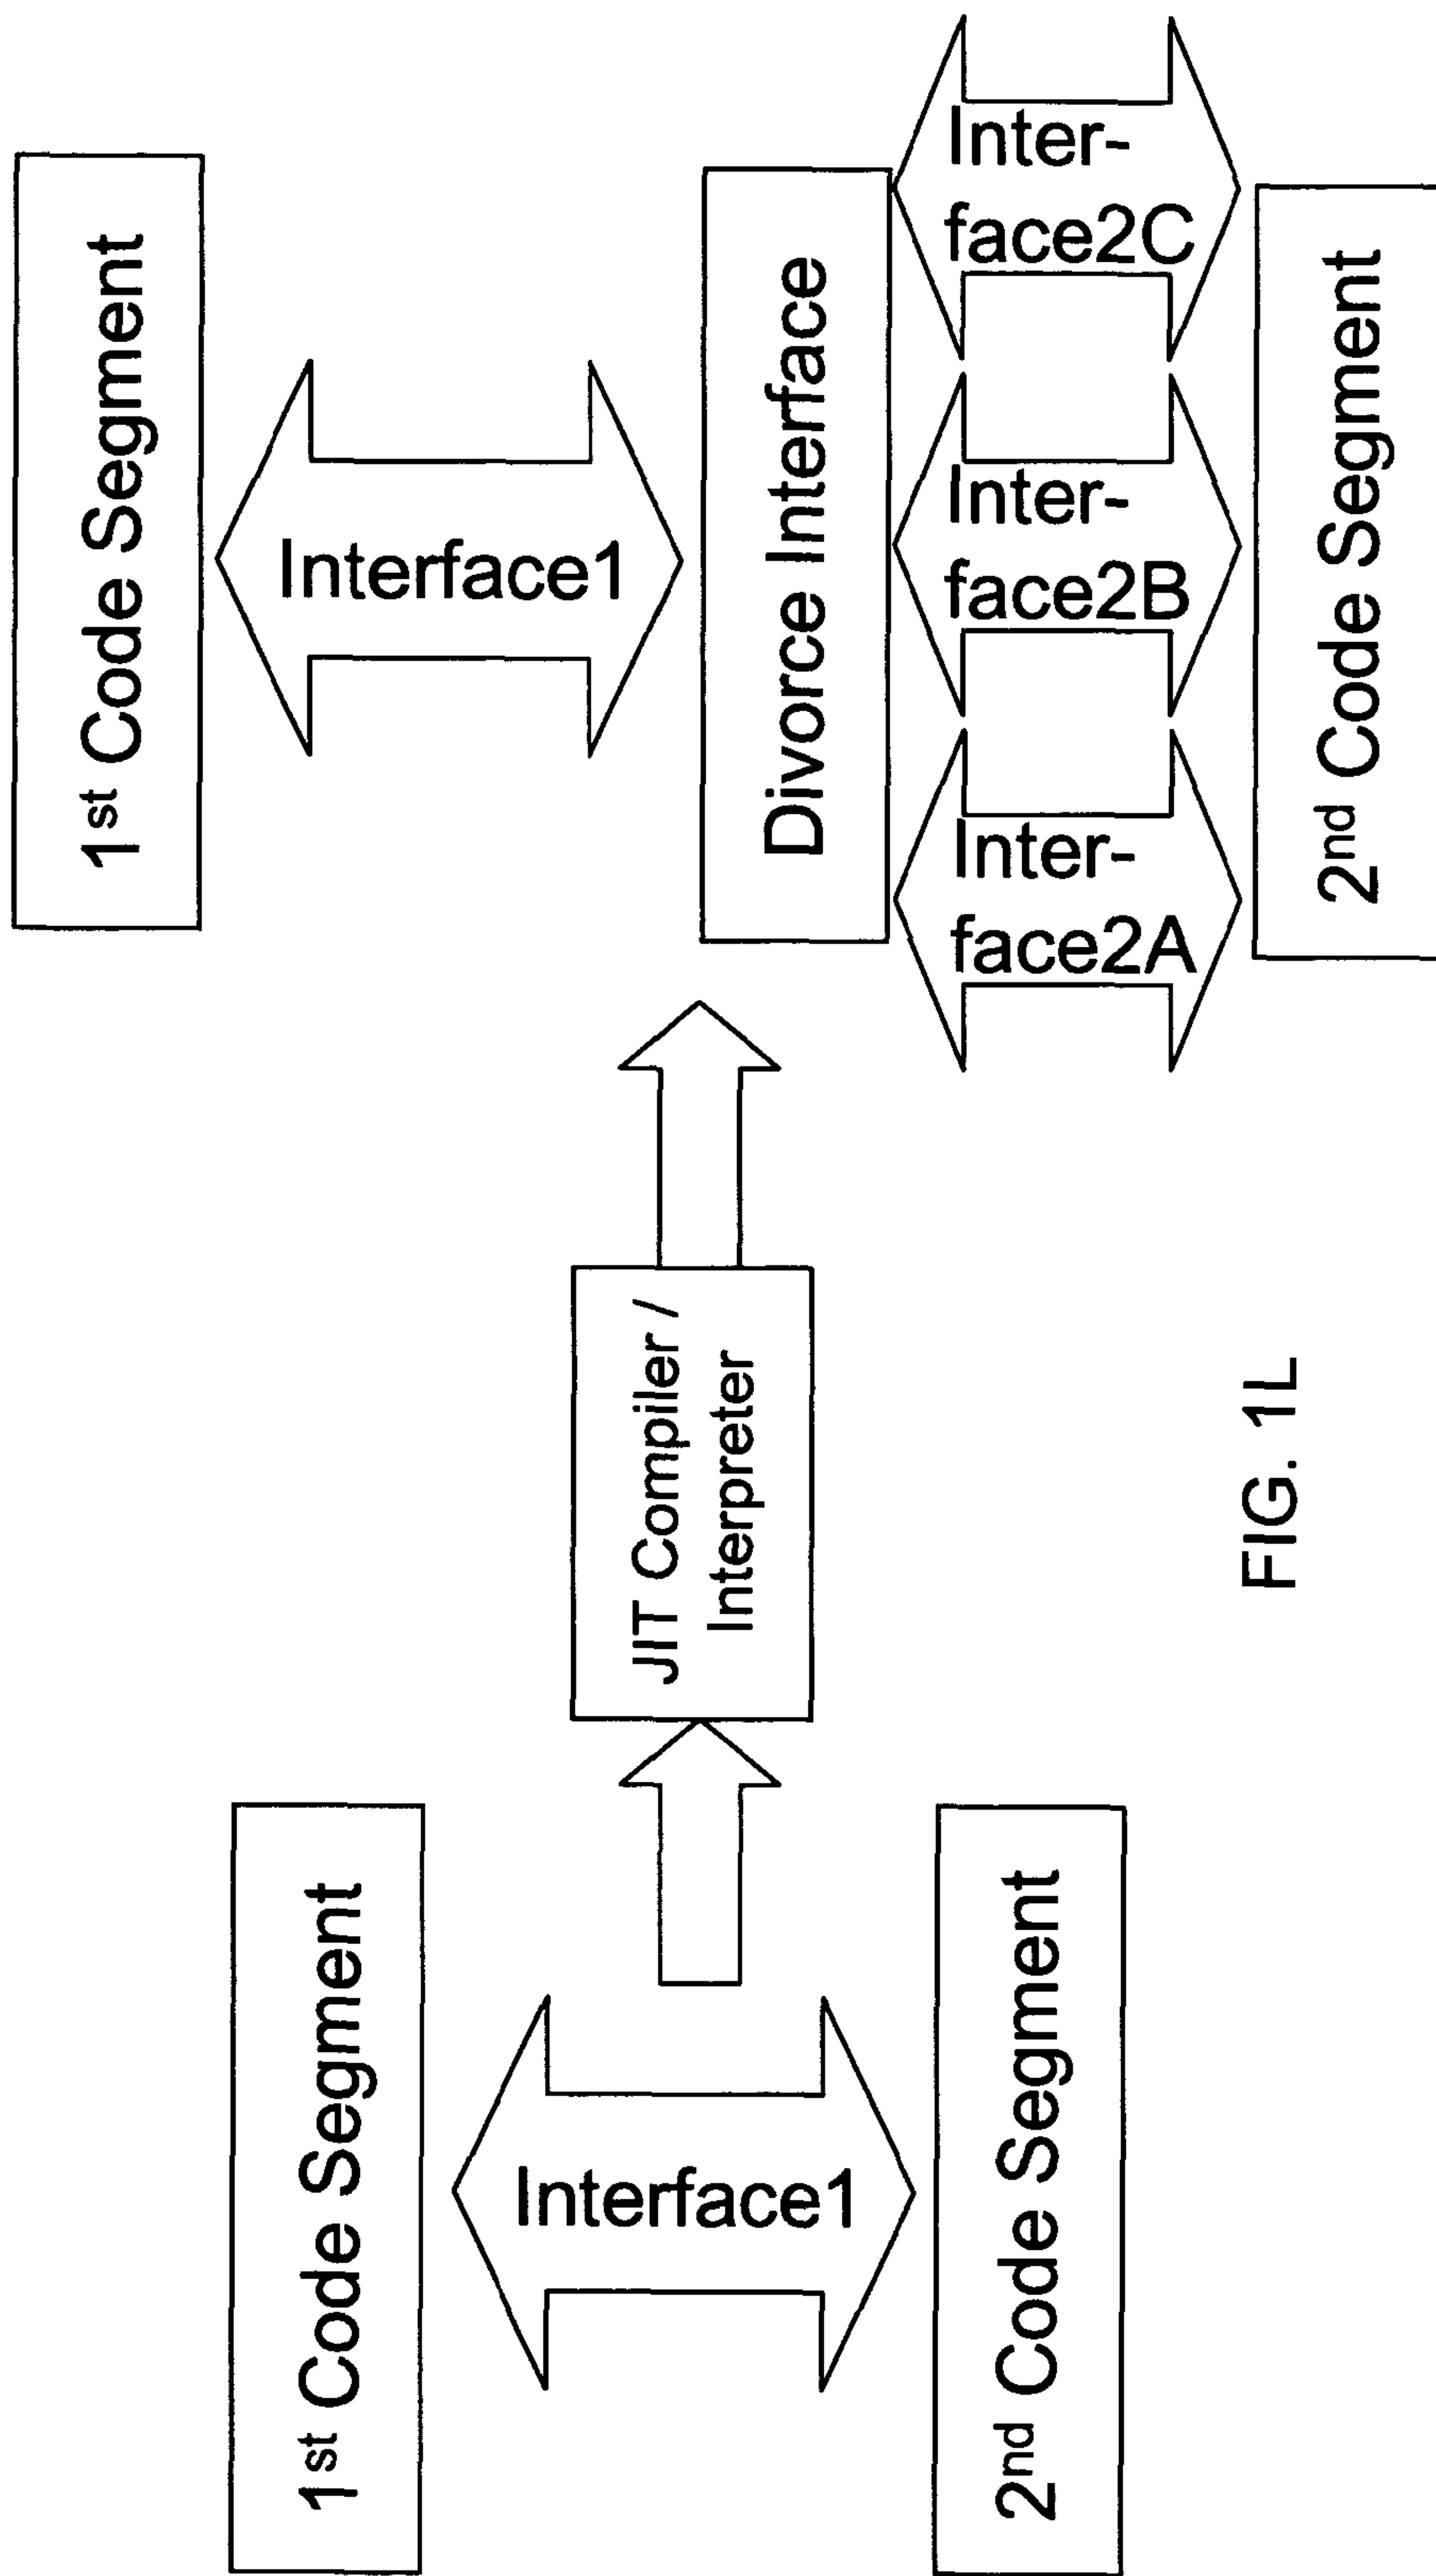 1st Code Segment
Interface1
2nd Code Segment
JIT Compiler /
Interpreter
1st Code Segment
Interface1
Divorce Interface
Inter-
face2A
Inter-
face2B
Inter-
face2C
2nd Code Segment
FIG. 1L